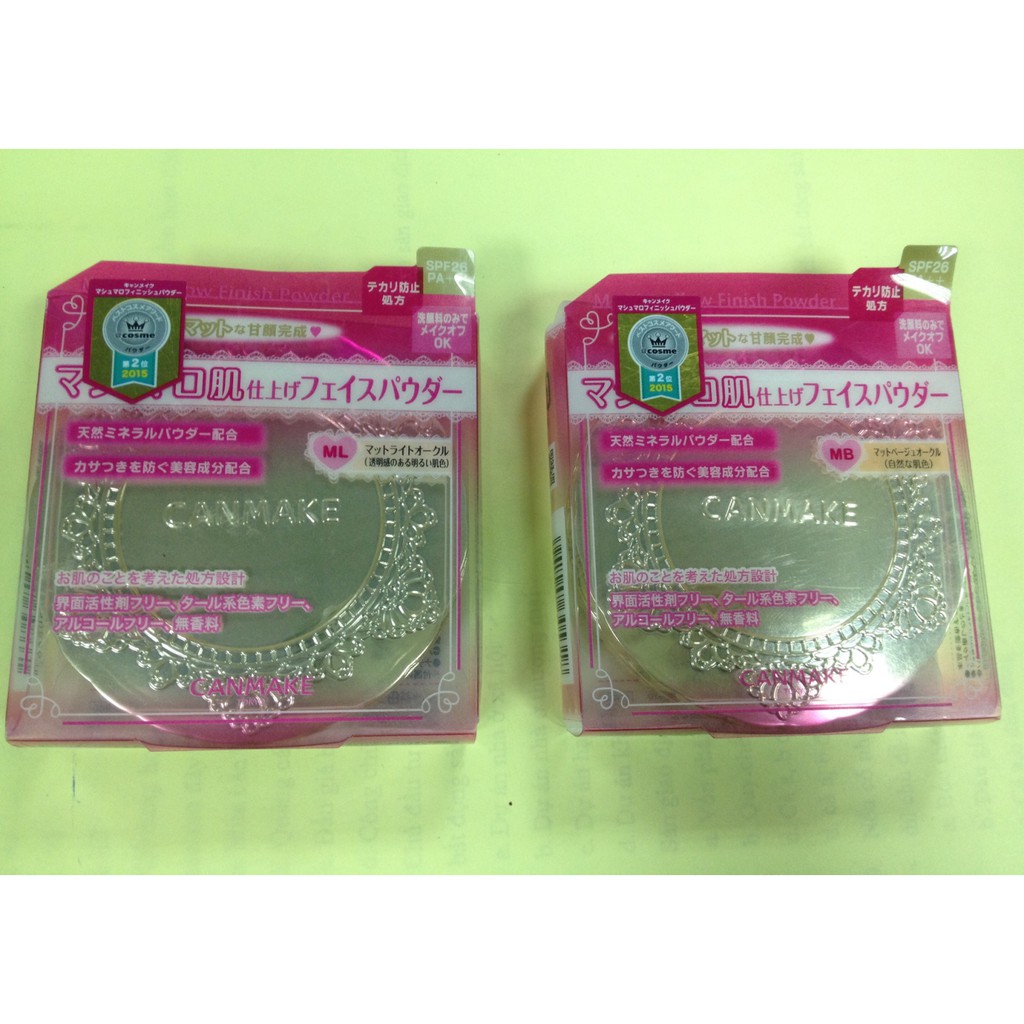 SPF26
PA
テカリ防止
処方
キャンメイク
マシュマロフィニッシュパウダー
Finish Powder
洗顔料のみで
メイクオフ
OK
マットな甘顔完成♥
@cosme
パウダー
第2位
2015
マ
ロ肌仕上げフェイスパウダー
天然ミネラルパウダー配合
カサつきを防ぐ美容成分配合
ML
マットライトオークル
(透明感のある明るい肌色)
CANMAKE
お肌のことを考えた処方設計
界面活性剤フリー、タール系色素フリー、
アルコールフリー、無香料
CANMAKE
SPF26
テカリ防止
処方
キャンメイク
マシュマロフィニッシュパウダー
Finish Powder
洗顔料のみで
メイクオフ
OK
ットな甘顔完成♥
@cosme
パウダー
第2位
2015
マ
ロ肌仕上げフェイスパウダー
天然ミネラルパウダー配合
カサつきを防ぐ美容成分配合
MB
マットベージュオークル
(自然な肌色)
CANMAKE
お肌のことを考えた処方設計
界面活性剤フリー、タール系色素フリー、
アルコールフリー、無香料
CANMAKE